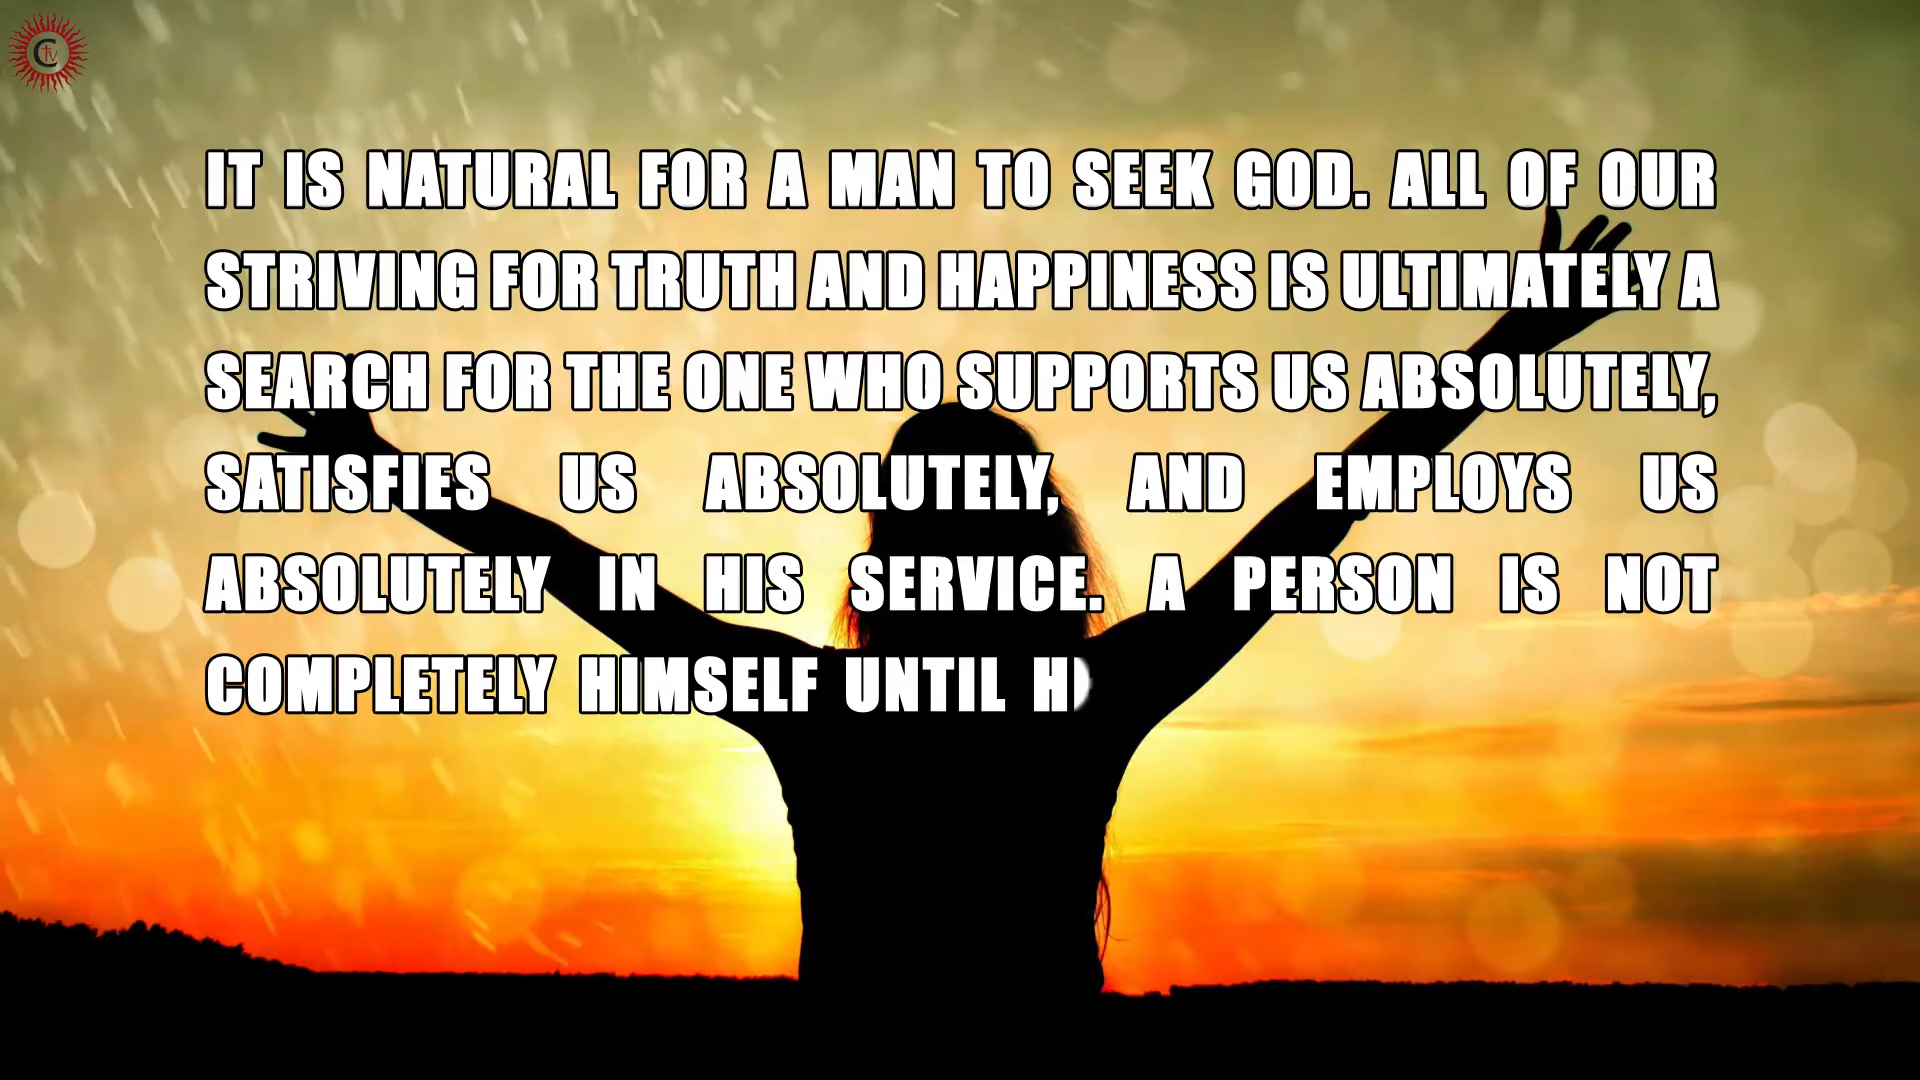 IT IS NATURAL FOR A MAN TO SEEK GOD. ALL OF OUR
STRIVING FOR TRUTH AND HAPPINESS IS ULTIMATELY A
SEARCH FOR THE ONE WHO SUPPORTS US ABSOLUTELY,
SATISFIES US ABSOLUTELY, AND EMPLOYS US
ABSOLUTELY IN HIS SERVICE. A PERSON IS NOT
COMPLETELY HIMSELF UNTIL